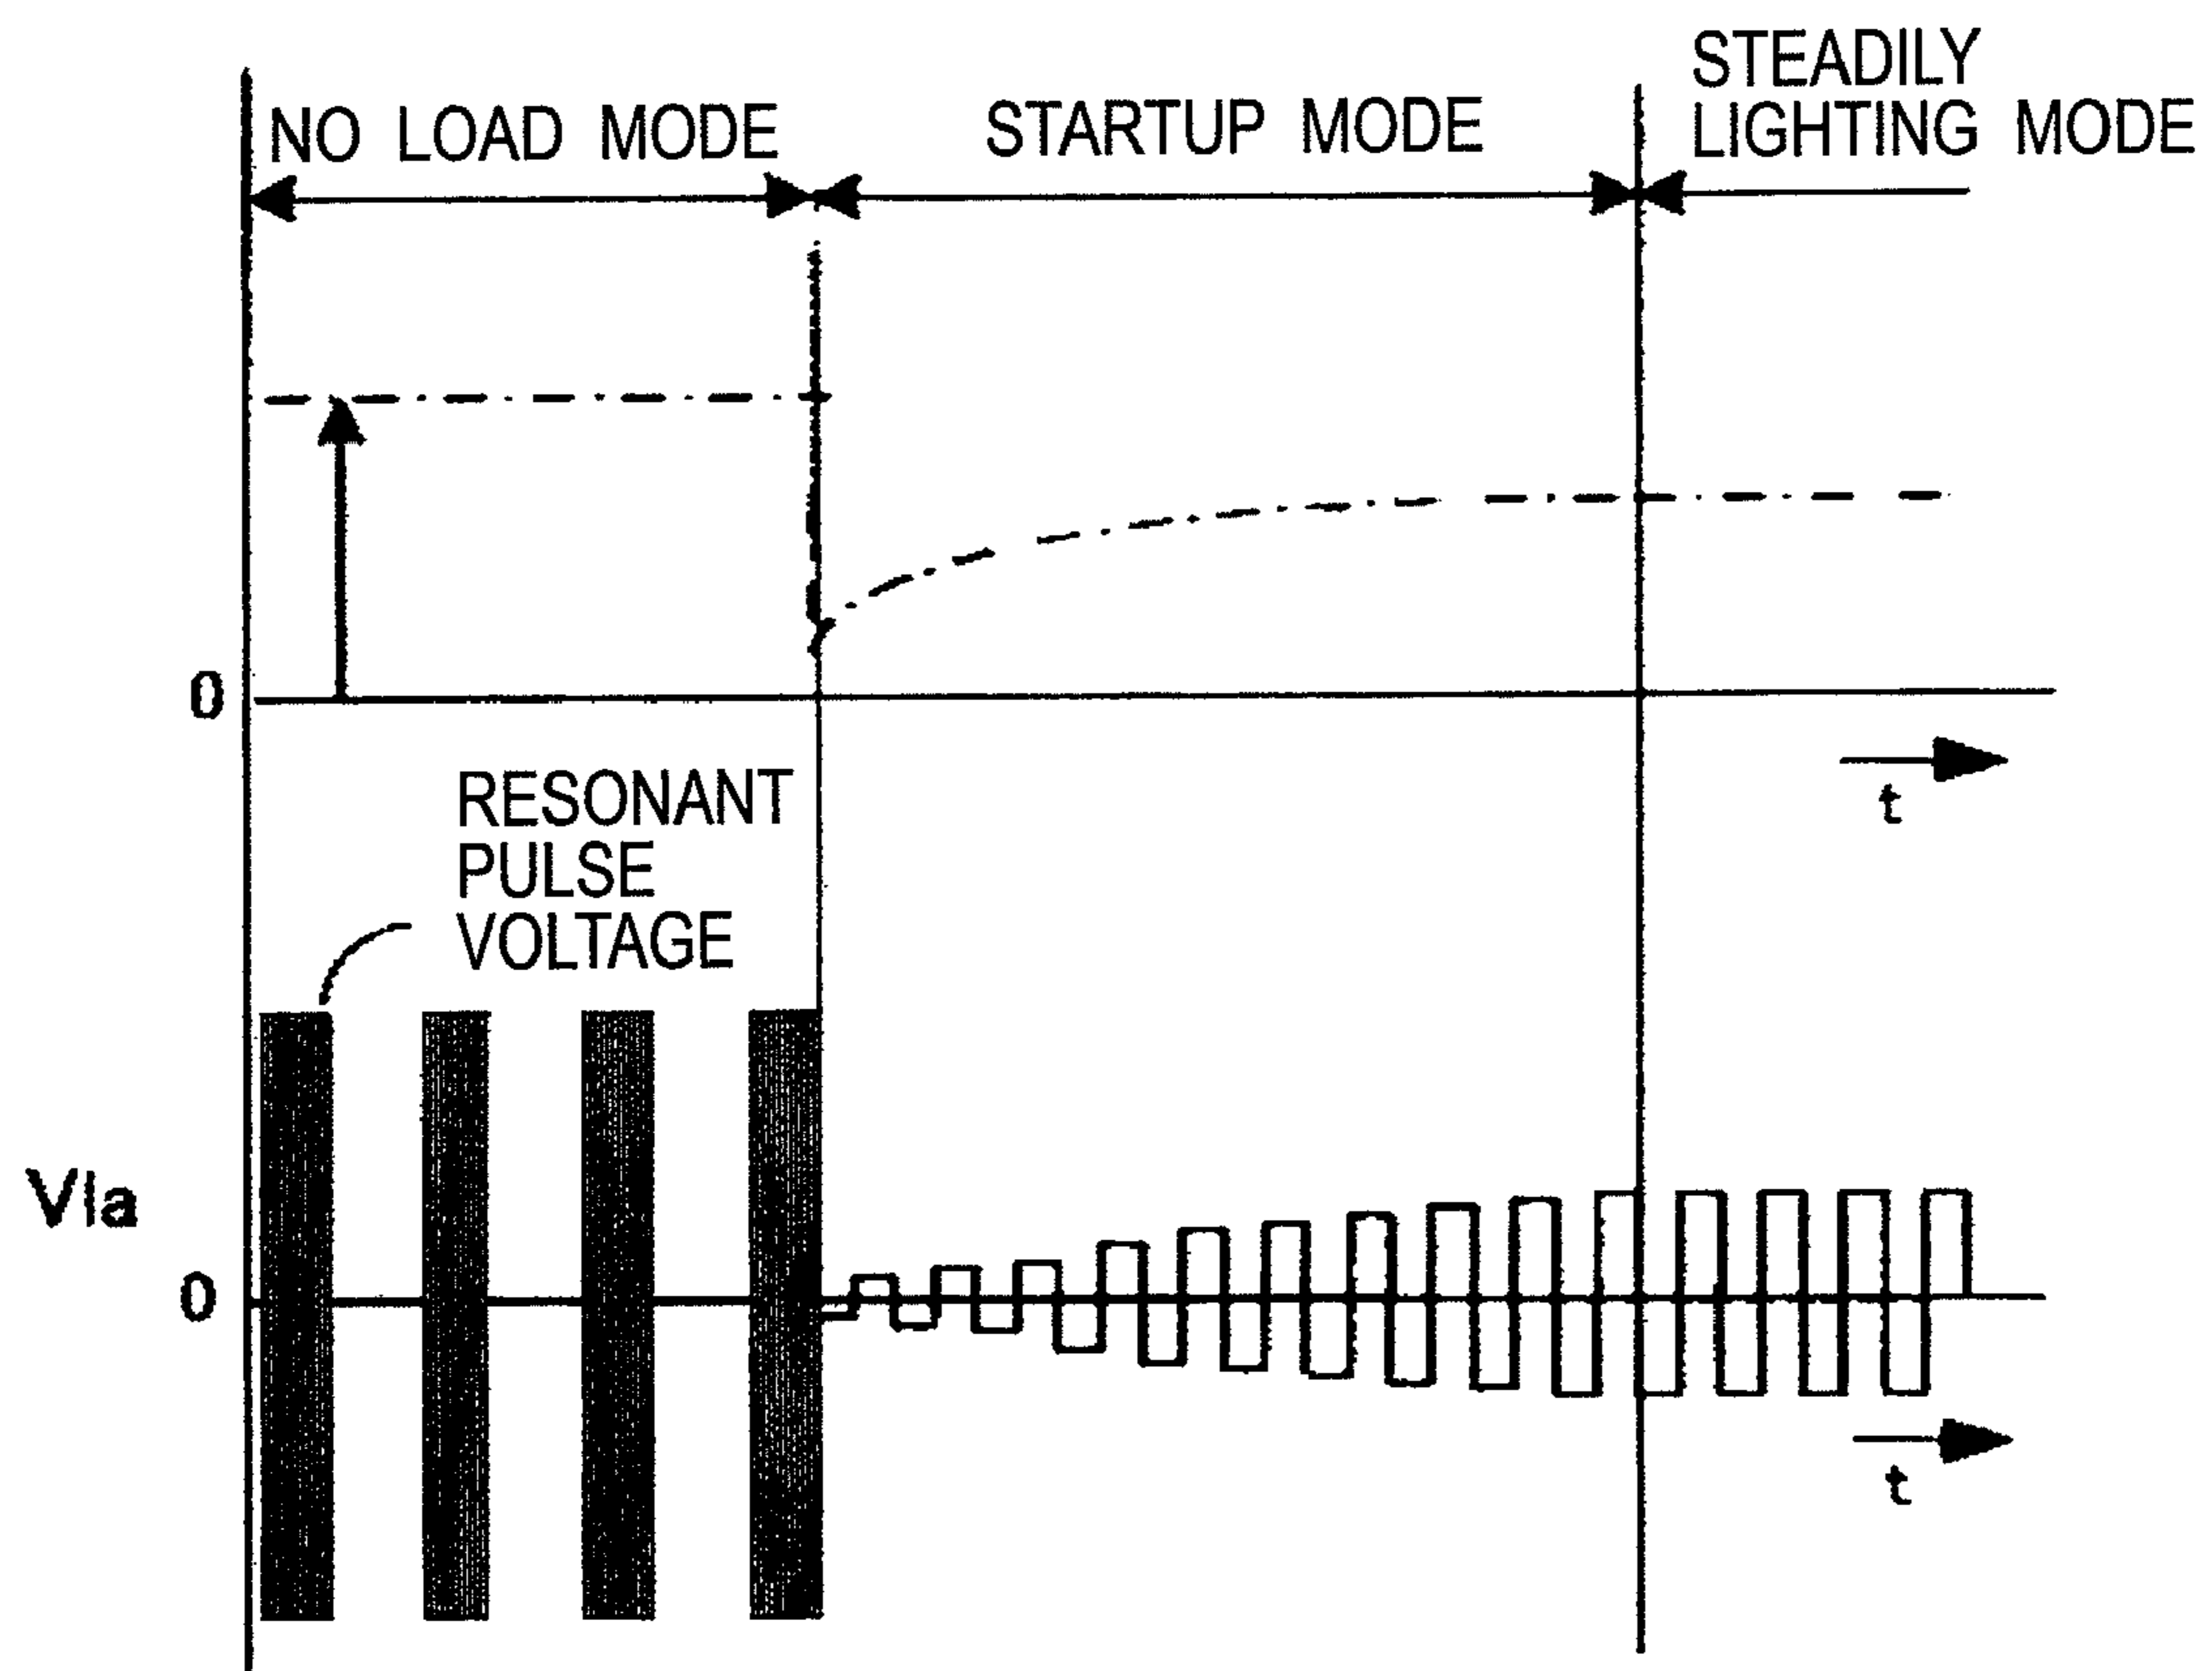 NO LOAD MODE
STARTUP MODE
STEADILY
LIGHTING MODE
0
t
RESONANT
PULSE
VOLTAGE
Vla
0
t